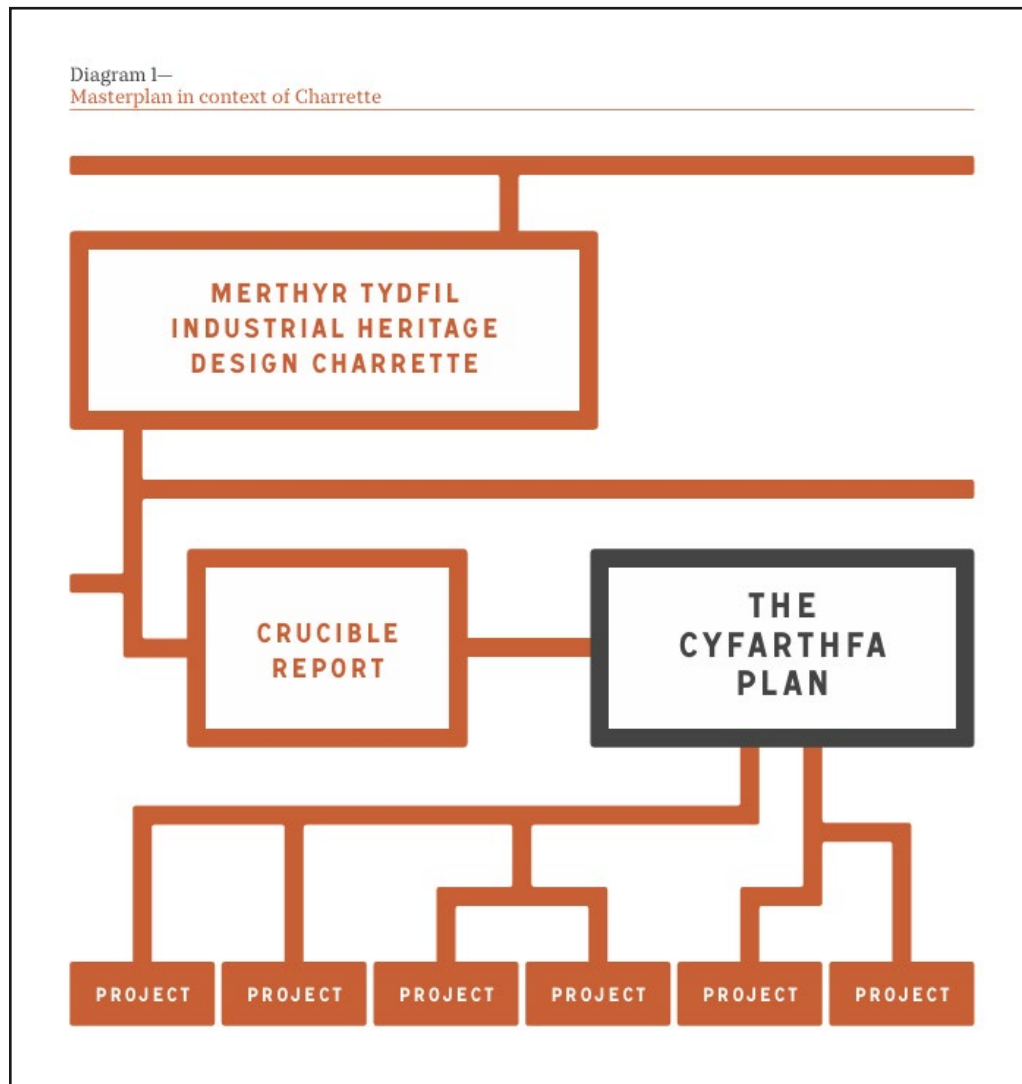 Diagram 1—
Masterplan in context of Charrette
MERTHYR TYDFIL
INDUSTRIAL HERITAGE
DESIGN CHARRETTE
CRUCIBLE
REPORT
THE
CYFARTHFA
PLAN
PROJECT
PROJECT
PROJECT
PROJECT
PROJECT
PROJECT